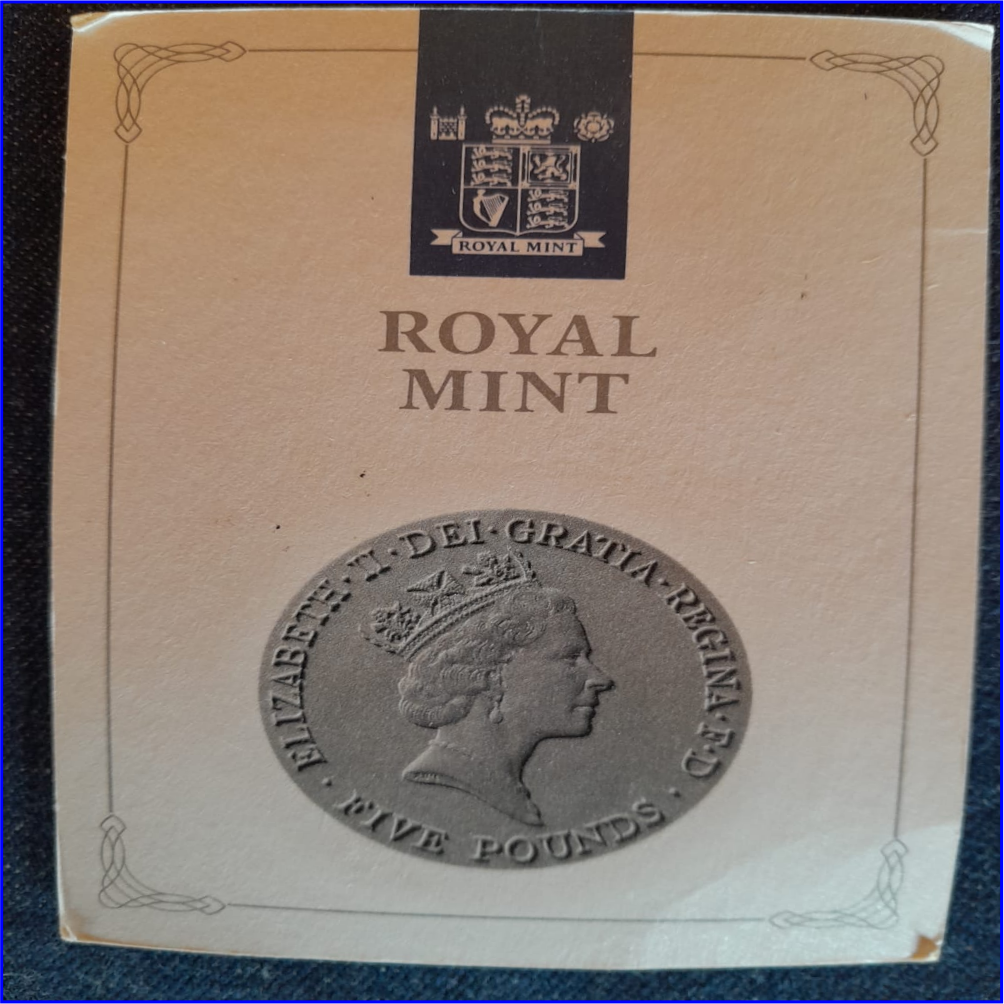 ROYAL MINT
ROYAL
MINT
· ELIZABETH · II · DEI · GRATIA · REGINA · F · D ·
FIVE POUNDS